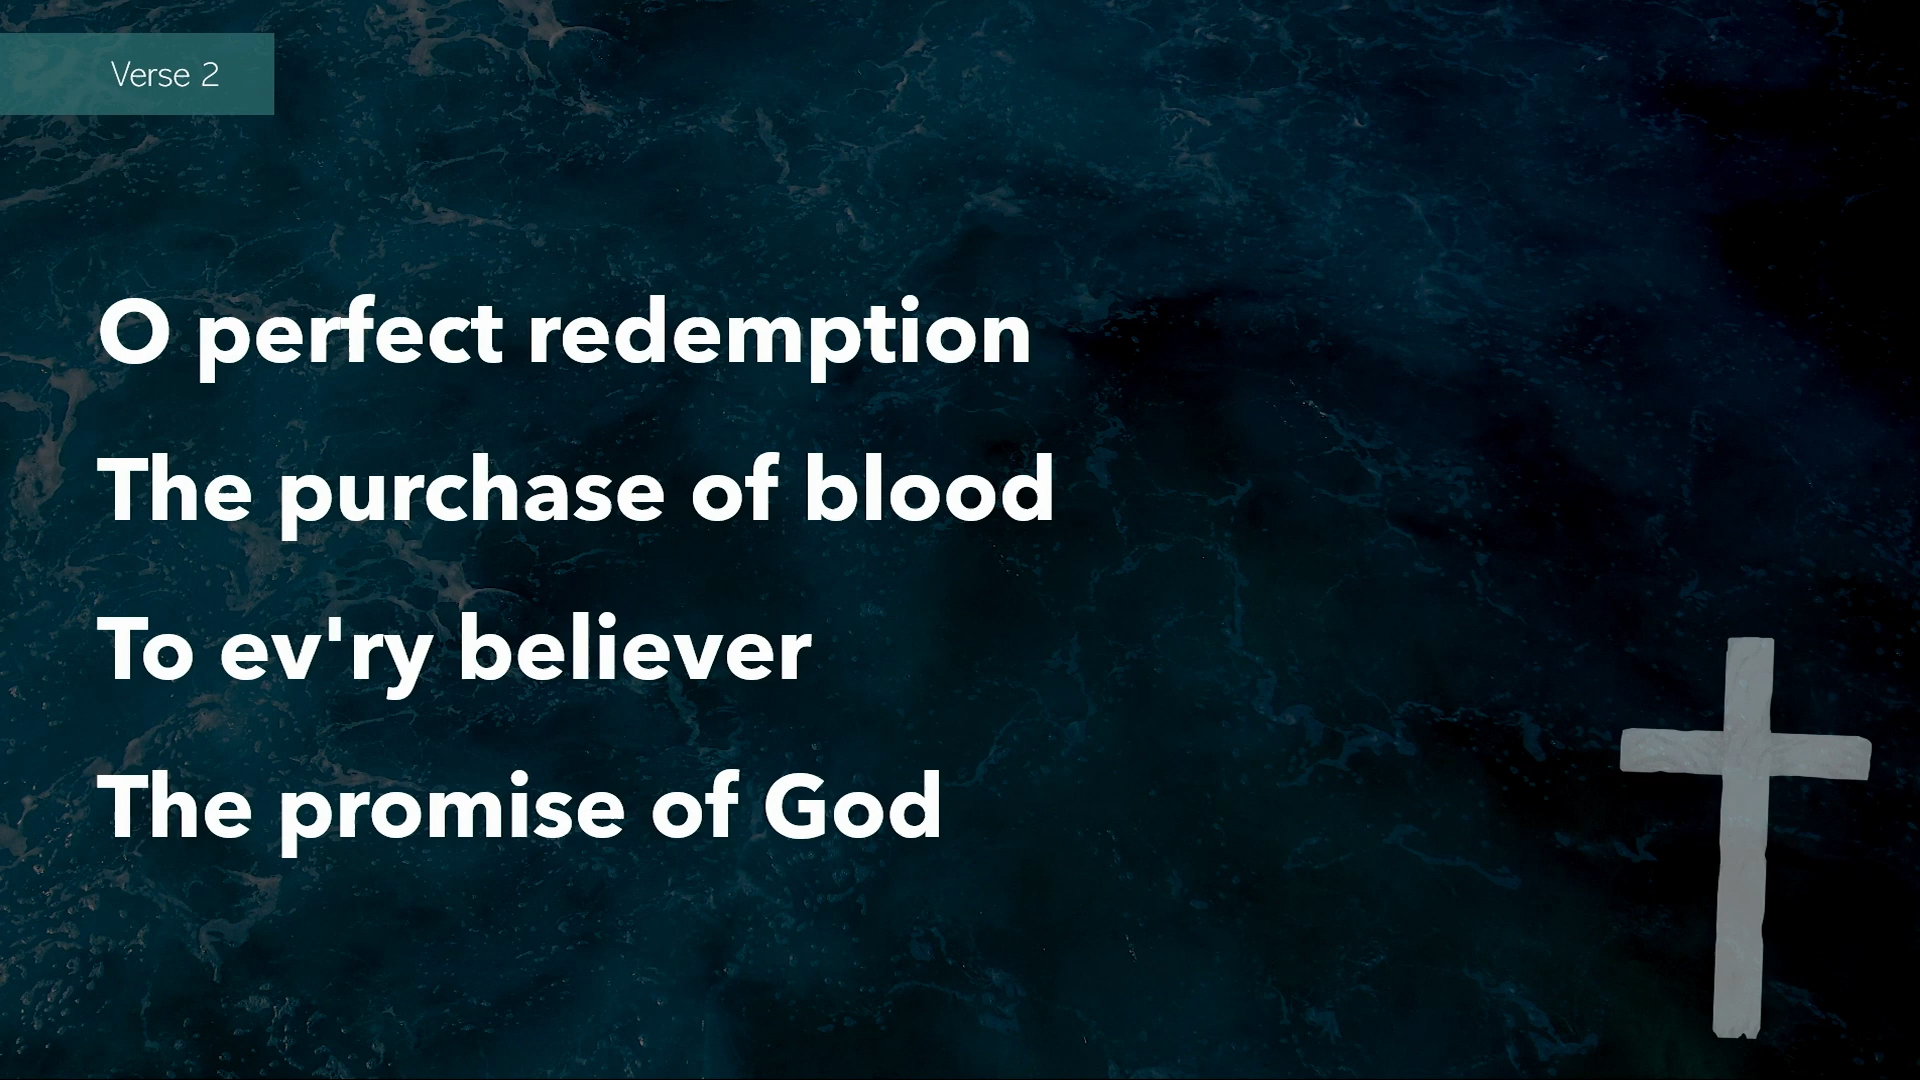 Verse 2
O perfect redemption
The purchase of blood
To ev'ry believer
The promise of God